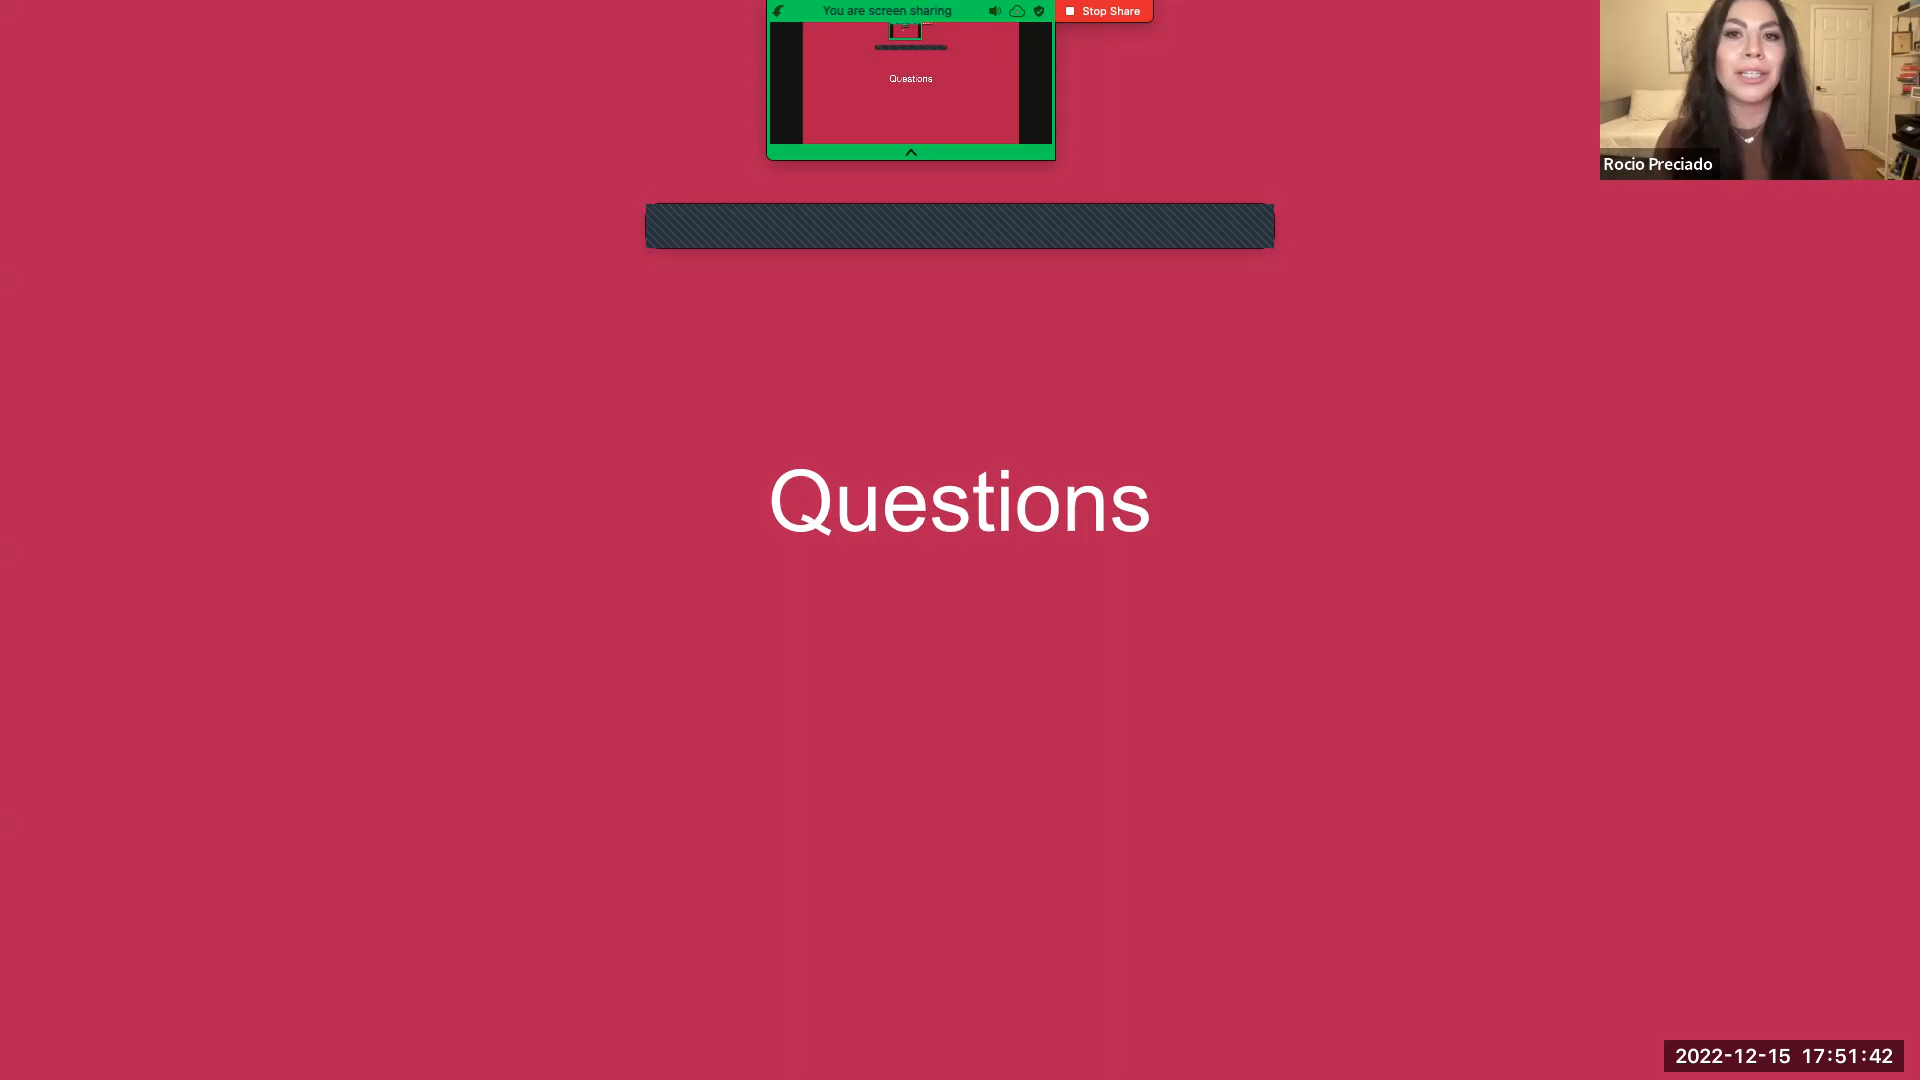 You are screen sharing
Stop Share
Questions
Rocio Preciado
Questions
2022-12-15 17:51:42